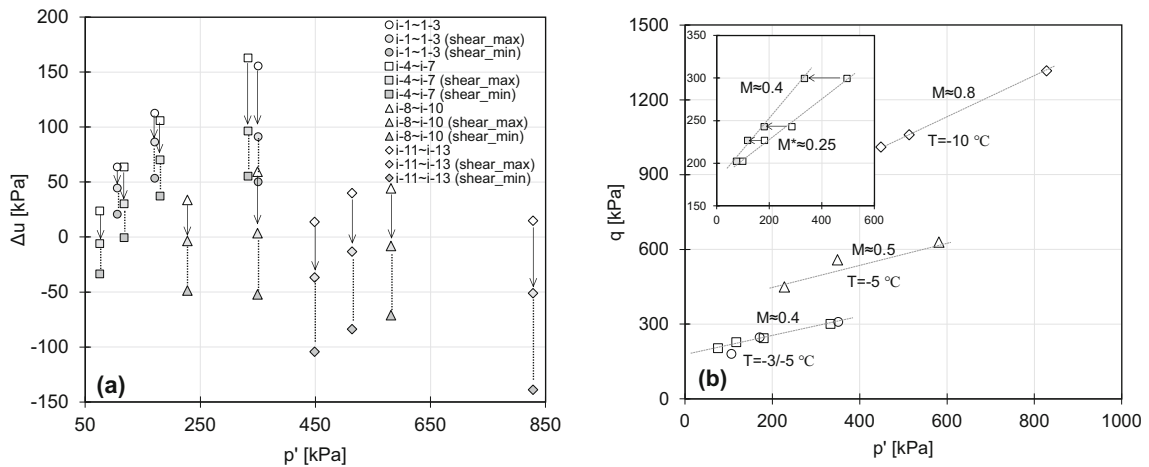 200
150
100
50
0
-50
-100
-150
Δu [kPa]
50
250
450
650
850
p' [kPa]
(a)
i-1~1-3
i-1~1-3 (shear_max)
i-1~1-3 (shear_min)
i-4~i-7
i-4~i-7 (shear_max)
i-4~i-7 (shear_min)
i-8~i-10
i-8~i-10 (shear_max)
i-8~i-10 (shear_min)
i-11~i-13
i-11~i-13 (shear_max)
i-11~i-13 (shear_min)
1500
1200
900
600
300
0
q [kPa]
0
200
400
600
800
1000
p' [kPa]
(b)
350
300
250
200
150
0
200
400
600
M≈0.4
M*≈0.25
M≈0.8
T=-10 ℃
M≈0.5
T=-5 ℃
M≈0.4
T=-3/-5 ℃